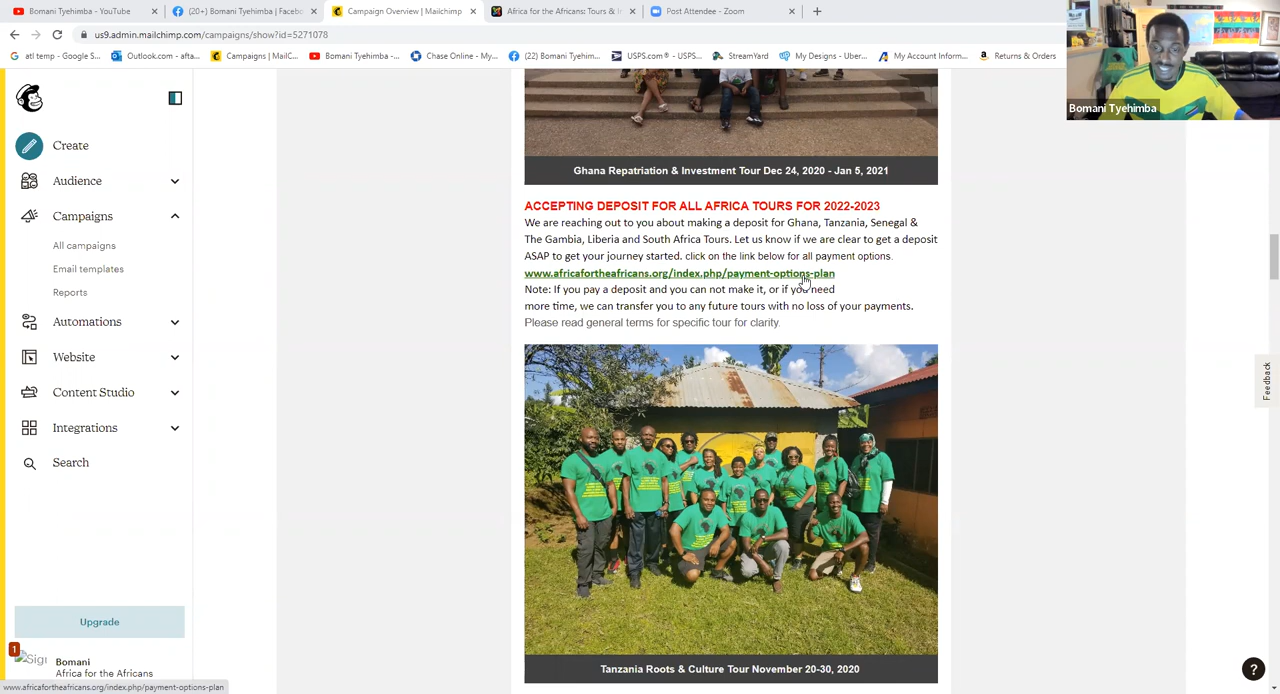 Bomani Tyehimba - YouTube
(20+) Bomani Tyehimba | Facebo
Campaign Overview | Mailchimp
Africa for the Africans: Tours & In
Post Attendee - Zoom
us9.admin.mailchimp.com/campaigns/show?id=5271078
atl temp - Google S...
Outlook.com - afta...
Campaigns | MailC...
Bomani Tyehimba -...
Chase Online - My...
(22) Bomani Tyehim...
USPS.com® - USPS...
StreamYard
My Designs - Uber...
My Account Inform...
Returns & Orders
Bomani Tyehimba
Create
Audience
Campaigns
All campaigns
Email templates
Reports
Automations
Website
Content Studio
Integrations
Search
Upgrade
1
Bomani
Africa for the Africans
www.africafortheafricans.org/index.php/payment-options-plan
Ghana Repatriation & Investment Tour Dec 24, 2020 - Jan 5, 2021
ACCEPTING DEPOSIT FOR ALL AFRICA TOURS FOR 2022-2023
We are reaching out to you about making a deposit for Ghana, Tanzania, Senegal &
The Gambia, Liberia and South Africa Tours. Let us know if we are clear to get a deposit
ASAP to get your journey started. click on the link below for all payment options.
www.africafortheafricans.org/index.php/payment-options-plan
Note: If you pay a deposit and you can not make it, or if you need
more time, we can transfer you to any future tours with no loss of your payments.
Please read general terms for specific tour for clarity.
Tanzania Roots & Culture Tour November 20-30, 2020
Feedback
?